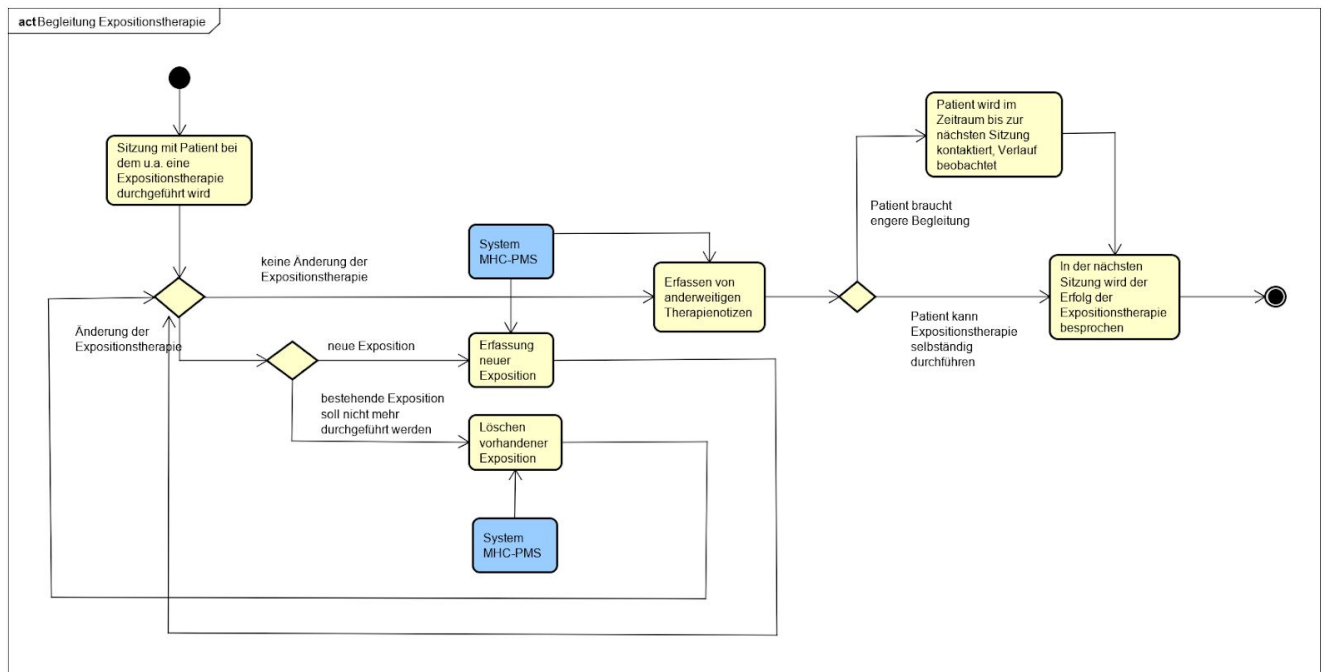 act Begleitung Expositionstherapie
Sitzung mit Patient bei
dem u.a. eine
Expositionstherapie
durchgeführt wird
keine Änderung der
Expositionstherapie
Änderung der
Expositionstherapie
neue Exposition
bestehende Exposition
soll nicht mehr
durchgeführt werden
System
MHC-PMS
Erfassung
neuer
Exposition
Löschen
vorhandener
Exposition
System
MHC-PMS
Erfassen von
anderweitigen
Therapienotizen
Patient wird im
Zeitraum bis zur
nächsten Sitzung
kontaktiert, Verlauf
beobachtet
Patient braucht
engere Begleitung
Patient kann
Expositionstherapie
selbständig
durchführen
In der nächsten
Sitzung wird der
Erfolg der
Expositionstherapie
besprochen